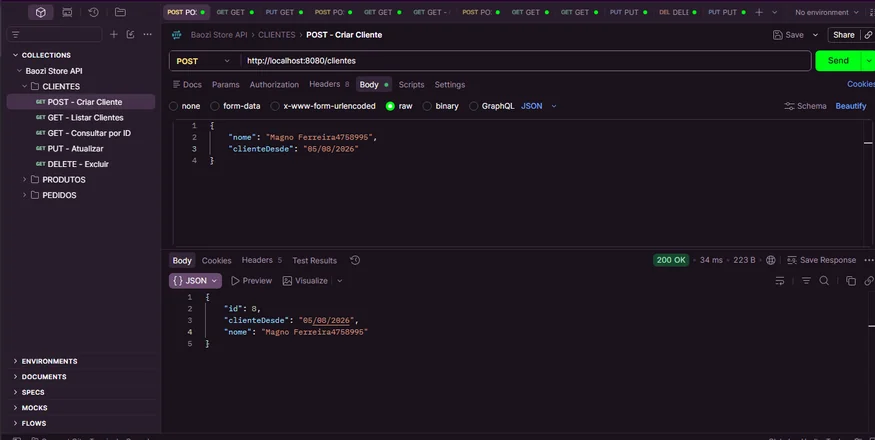 POST PO: GET GET PUT GET POST PO: GET GET GET - POST PO: GET GET GET GET PUT PUT DEL DELE PUT PUT No environment
Baozi Store API > CLIENTES > POST - Criar Cliente Save Share
COLLECTIONS
Baozi Store API
CLIENTES
GET POST - Criar Cliente
GET GET - Listar Clientes
GET GET - Consultar por ID
GET PUT - Atualizar
GET DELETE - Excluir
PRODUTOS
PEDIDOS
ENVIRONMENTS
DOCUMENTS
SPECS
MOCKS
FLOWS
POST http://localhost:8080/clientes Send
Docs Params Authorization Headers 8 Body Scripts Settings Cookies
none form-data x-www-form-urlencoded raw binary GraphQL JSON Schema Beautify
1 {
2 "nome": "Magno Ferreira4758995",
3 "clienteDesde": "05/08/2026"
4 }
Body Cookies Headers 5 Test Results 200 OK 34 ms 223 B Save Response
{} JSON Preview Visualize
1 {
2 "id": 8,
3 "clienteDesde": "05/08/2026",
4 "nome": "Magno Ferreira4758995"
5 }